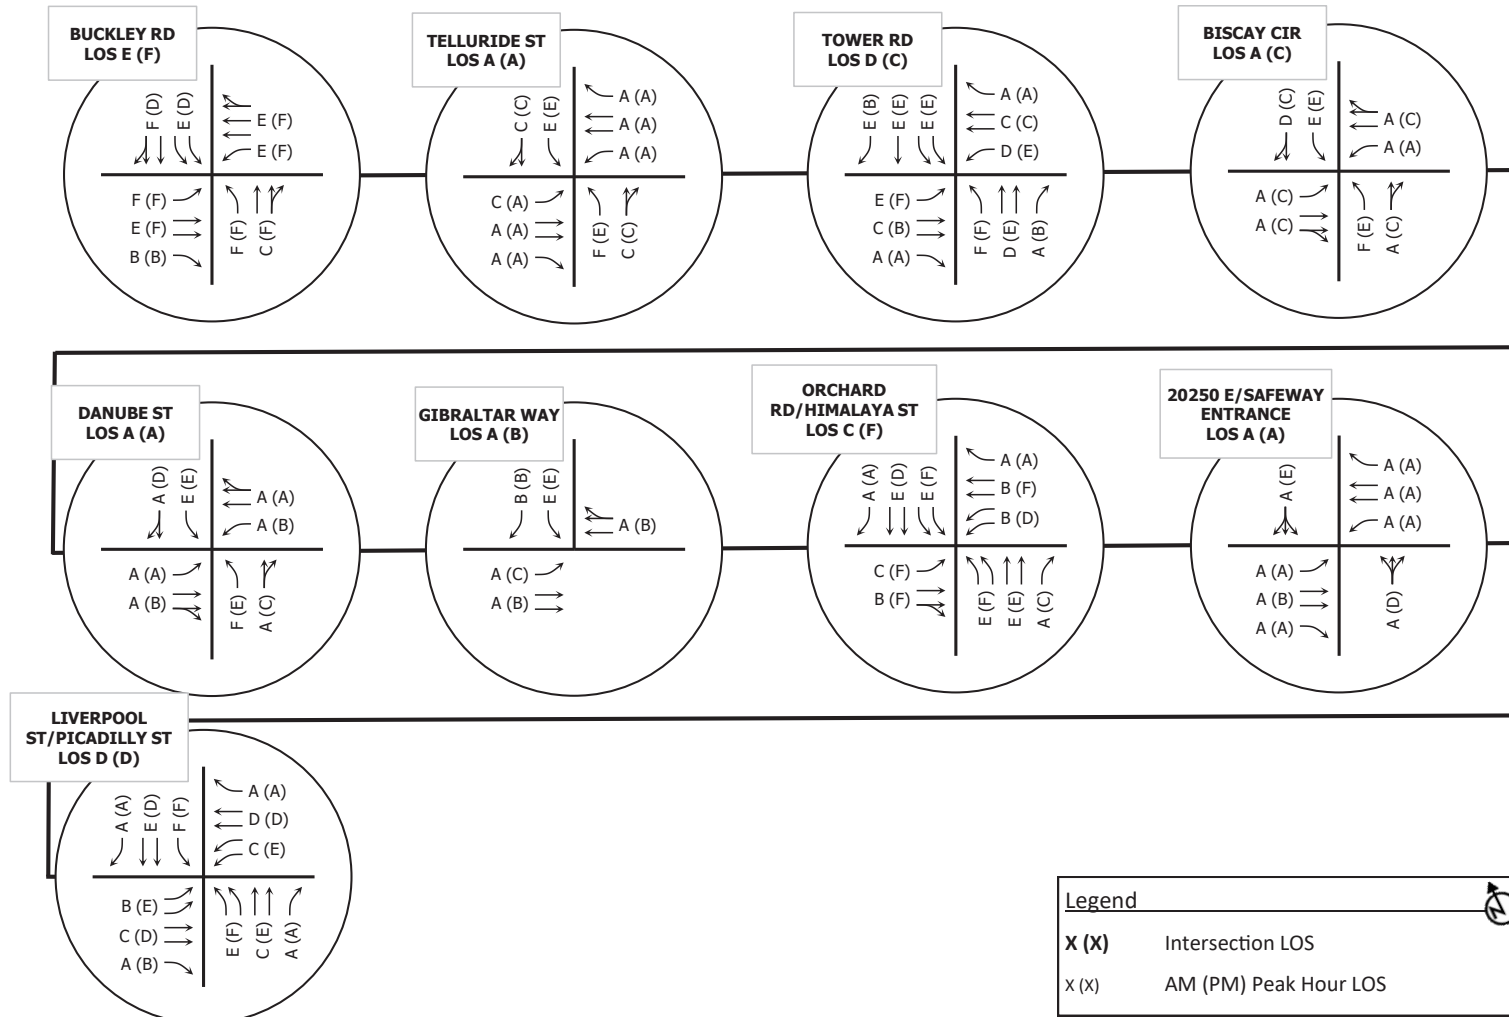 BUCKLEY RD
LOS E (F)
F (D)
E (D)
E (F)
E (F)
F (F)
E (F)
B (B)
F (F)
C (F)
TELLURIDE ST
LOS A (A)
C (C)
E (E)
A (A)
A (A)
A (A)
C (A)
A (A)
A (A)
F (E)
C (C)
TOWER RD
LOS D (C)
E (B)
E (E)
E (E)
A (A)
C (C)
D (E)
E (F)
C (B)
A (A)
F (F)
D (E)
A (B)
BISCAY CIR
LOS A (C)
D (C)
E (E)
A (C)
A (A)
A (C)
A (C)
F (E)
A (C)
DANUBE ST
LOS A (A)
A (D)
E (E)
A (A)
A (B)
A (A)
A (B)
F (E)
A (C)
GIBRALTAR WAY
LOS A (B)
B (B)
E (E)
A (B)
A (C)
A (B)
ORCHARD
RD/HIMALAYA ST
LOS C (F)
A (A)
E (D)
E (F)
A (A)
B (F)
B (D)
C (F)
B (F)
E (F)
E (E)
A (C)
20250 E/SAFEWAY
ENTRANCE
LOS A (A)
A (E)
A (A)
A (A)
A (A)
A (A)
A (B)
A (A)
A (D)
LIVERPOOL
ST/PICADILLY ST
LOS D (D)
A (A)
E (D)
F (F)
A (A)
D (D)
C (E)
B (E)
C (D)
A (B)
E (F)
C (E)
A (A)
Legend
N
X (X) Intersection LOS
X (X) AM (PM) Peak Hour LOS